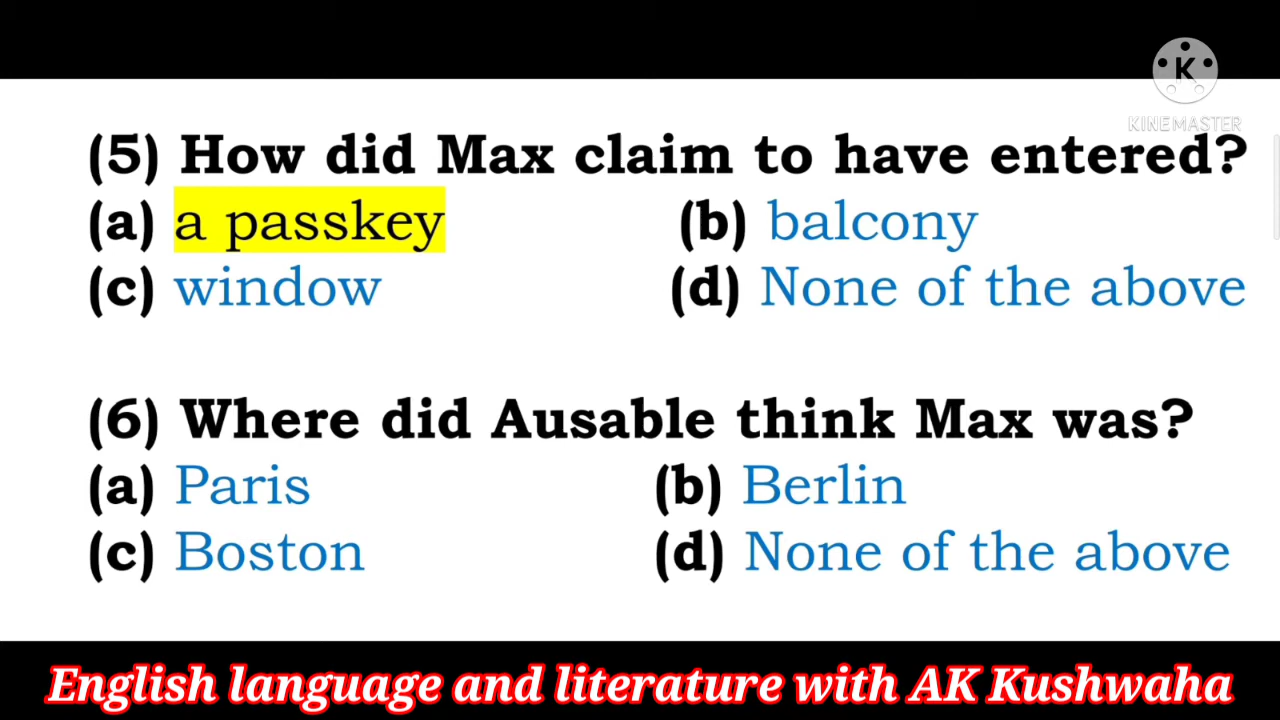 K
KINEMASTER
(5) How did Max claim to have entered?
(a) a passkey (b) balcony
(c) window (d) None of the above
(6) Where did Ausable think Max was?
(a) Paris (b) Berlin
(c) Boston (d) None of the above
English language and literature with AK Kushwaha